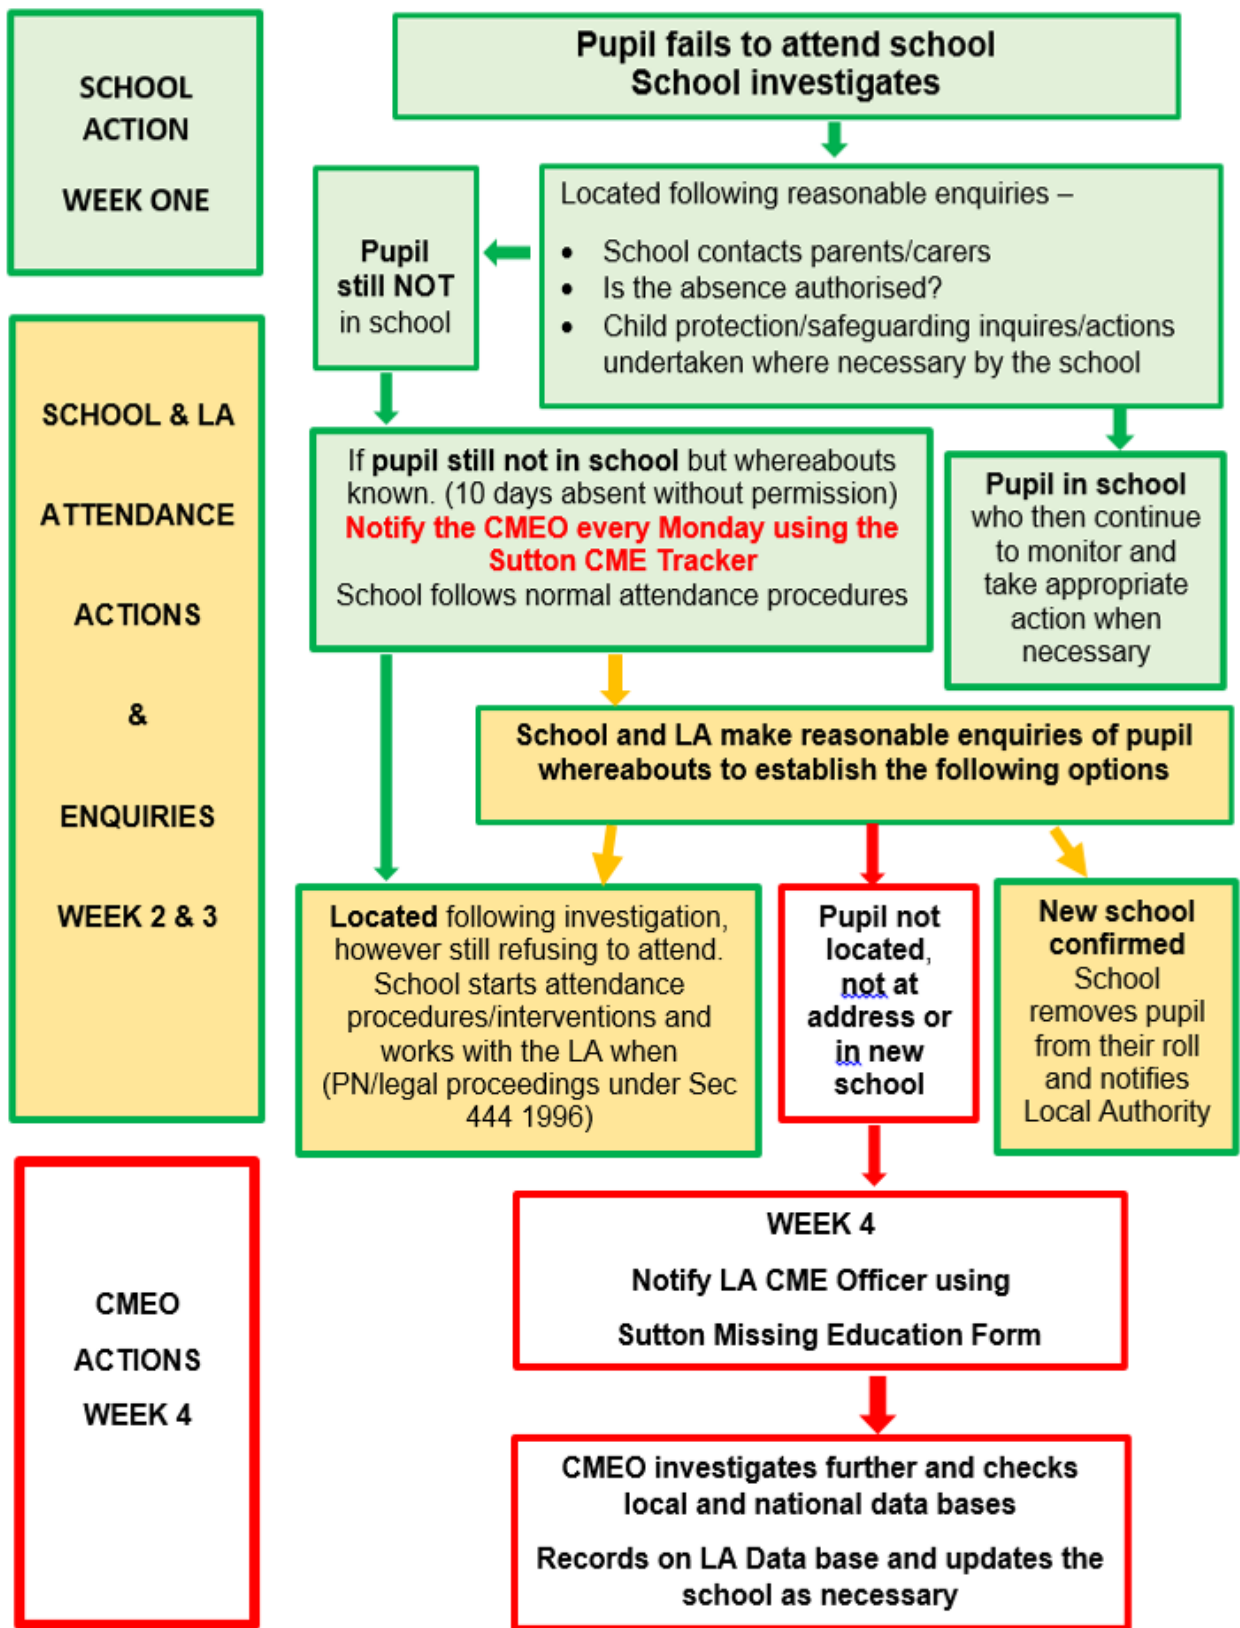 SCHOOL
ACTION
WEEK ONE
Pupil fails to attend school
School investigates
Pupil
still NOT
in school
Located following reasonable enquiries –
• School contacts parents/carers
• Is the absence authorised?
• Child protection/safeguarding inquires/actions
undertaken where necessary by the school
SCHOOL & LA
ATTENDANCE
ACTIONS
&
ENQUIRIES
WEEK 2 & 3
If pupil still not in school but whereabouts
known. (10 days absent without permission)
Notify the CMEO every Monday using the
Sutton CME Tracker
School follows normal attendance procedures
Pupil in school
who then continue
to monitor and
take appropriate
action when
necessary
School and LA make reasonable enquiries of pupil
whereabouts to establish the following options
Located following investigation,
however still refusing to attend.
School starts attendance
procedures/interventions and
works with the LA when
(PN/legal proceedings under Sec
444 1996)
Pupil not
located,
not at
address or
in new
school
New school
confirmed
School
removes pupil
from their roll
and notifies
Local Authority
CMEO
ACTIONS
WEEK 4
WEEK 4
Notify LA CME Officer using
Sutton Missing Education Form
CMEO investigates further and checks
local and national data bases
Records on LA Data base and updates the
school as necessary